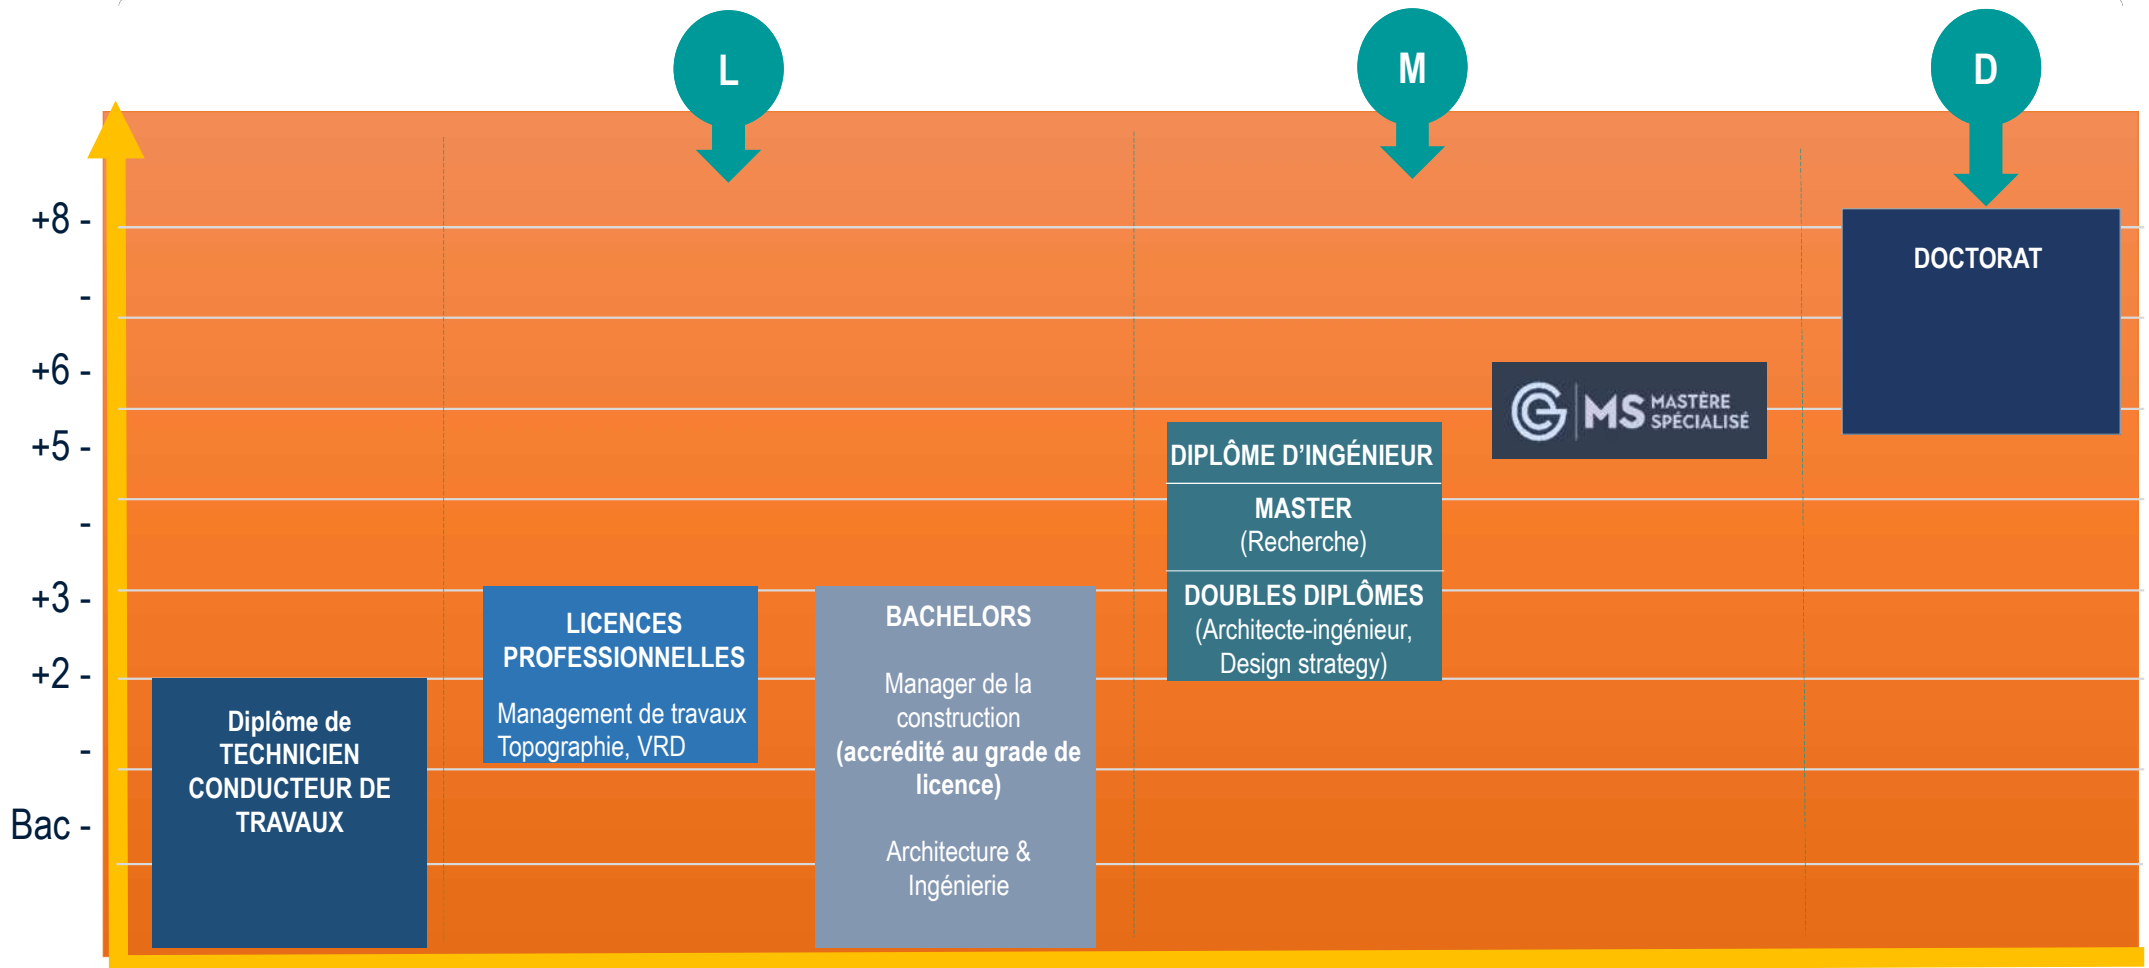 L
M
D
+8 -
-
+6 -
+5 -
-
+3 -
+2 -
-
Bac -
Diplôme de
TECHNICIEN
CONDUCTEUR DE
TRAVAUX
LICENCES
PROFESSIONNELLES
Management de travaux
Topographie, VRD
BACHELORS
Manager de la
construction
(accrédité au grade de
licence)
Architecture &
Ingénierie
DIPLÔME D’INGÉNIEUR
MASTER
(Recherche)
DOUBLES DIPLÔMES
(Architecte-ingénieur,
Design strategy)
MS MASTÈRE
SPÉCIALISÉ
DOCTORAT